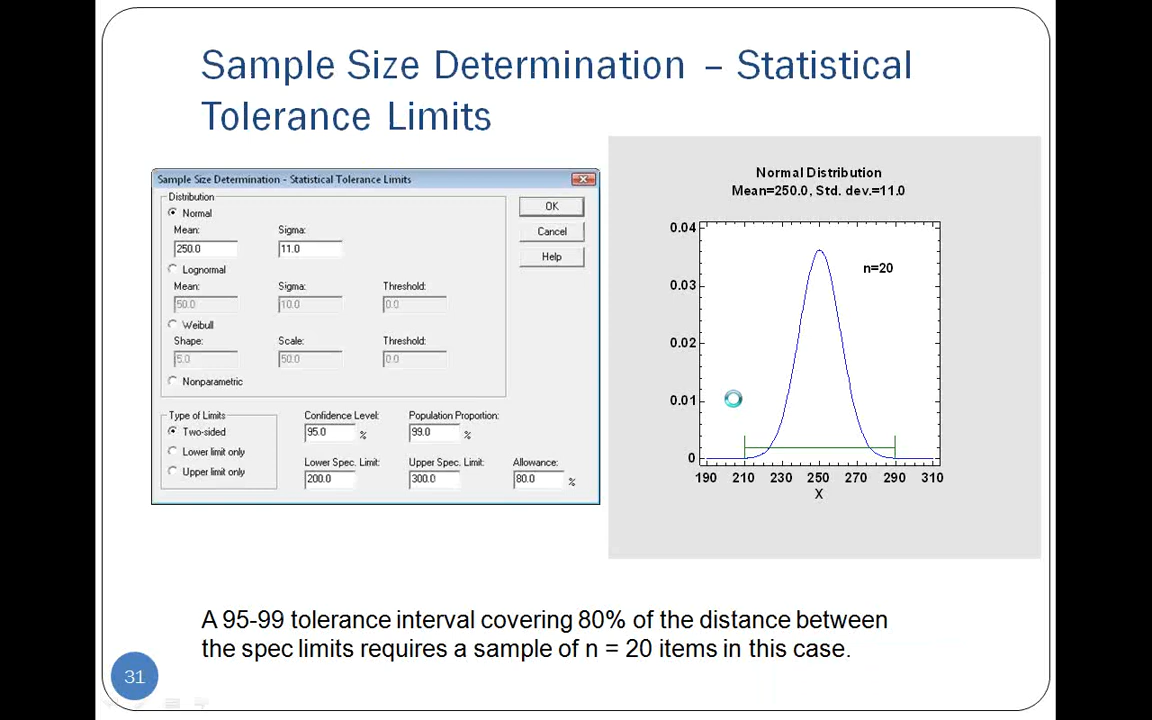 Sample Size Determination – Statistical
Tolerance Limits
Sample Size Determination - Statistical Tolerance Limits
Distribution
Normal
Mean: Sigma:
250.0 11.0
Lognormal
Mean: Sigma: Threshold:
50.0 10.0 0.0
Weibull
Shape: Scale: Threshold:
5.0 50.0 0.0
Nonparametric
OK
Cancel
Help
Type of Limits
Two-sided
Lower limit only
Upper limit only
Confidence Level: Population Proportion:
95.0 % 99.0 %
Lower Spec. Limit: Upper Spec. Limit: Allowance:
200.0 300.0 80.0 %
Normal Distribution
Mean=250.0, Std. dev.=11.0
n=20
0.04
0.03
0.02
0.01
0
190 210 230 250 270 290 310
X
A 95-99 tolerance interval covering 80% of the distance between
the spec limits requires a sample of n = 20 items in this case.
31